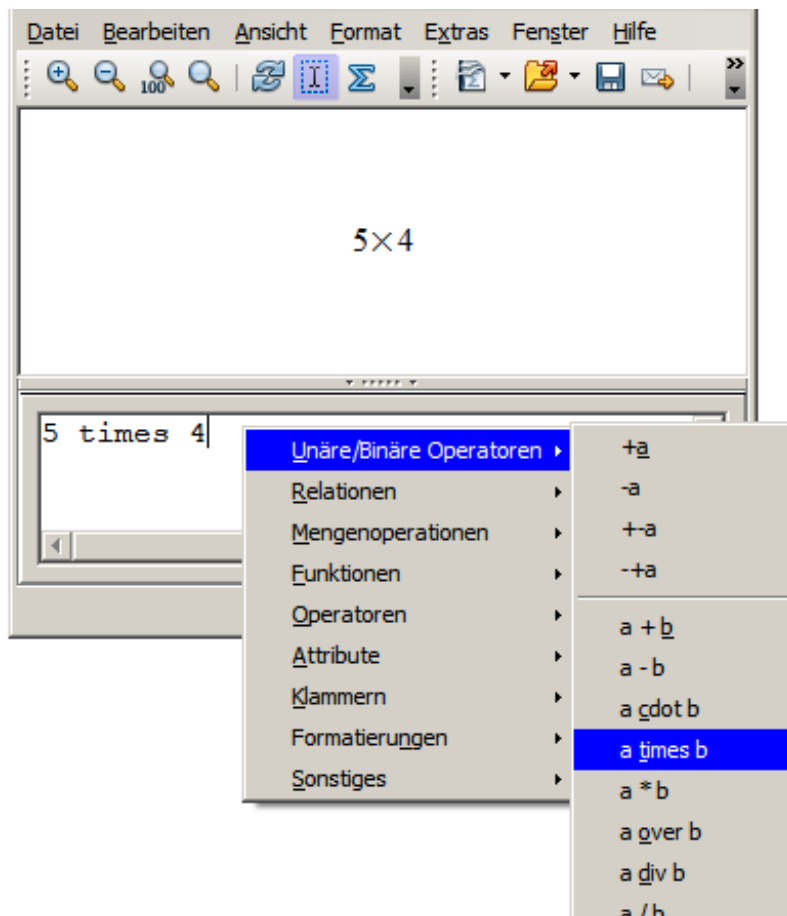 Datei Bearbeiten Ansicht Format Extras Fenster Hilfe
100
5×4
5 times 4
Unäre/Binäre Operatoren
Relationen
Mengenoperationen
Funktionen
Operatoren
Attribute
Klammern
Formatierungen
Sonstiges
+a
-a
+-a
-+a
a + b
a - b
a cdot b
a times b
a * b
a over b
a div b
a / b